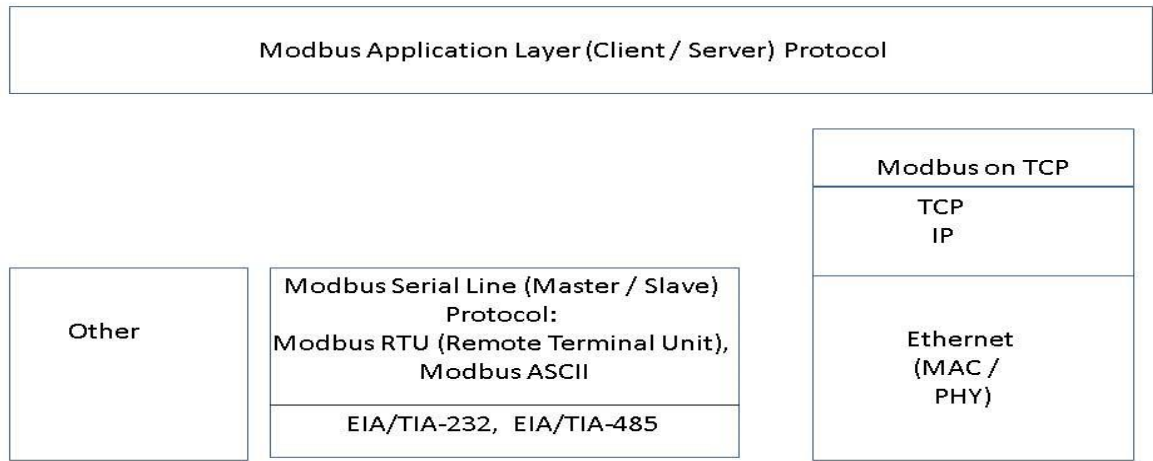 Modbus Application Layer (Client / Server) Protocol
Modbus on TCP
TCP
IP
Other
Modbus Serial Line (Master / Slave)
Protocol:
Modbus RTU (Remote Terminal Unit),
Modbus ASCII
EIA/TIA-232, EIA/TIA-485
Ethernet
(MAC /
PHY)